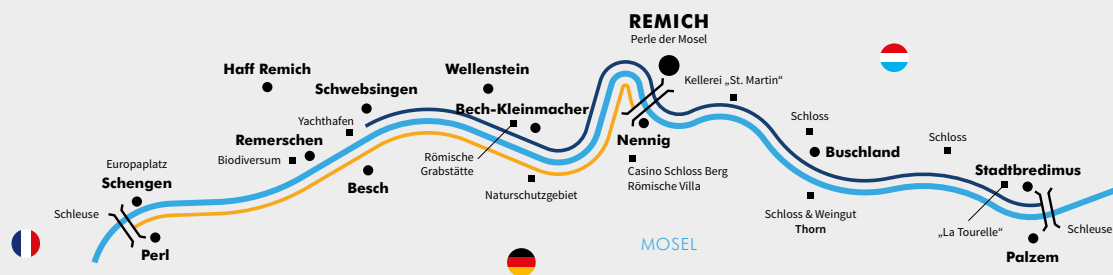 REMICH
Perle der Mosel
Haff Remich
Wellenstein
Kellerei „St. Martin“
Schwebsingen
Bech-Kleinmacher
Yachthafen
Schloss
Remerschen
Nennig
Schloss
Biodiversum
Buschland
Europaplatz
Römische
Grabstätte
Casino Schloss Berg
Römische Villa
Stadtbredimus
Schengen
Besch
Naturschutzgebiet
Schleuse
Schloss & Weingut
Thorn
„La Tourelle“
Schleuse
MOSEL
Perl
Palzem